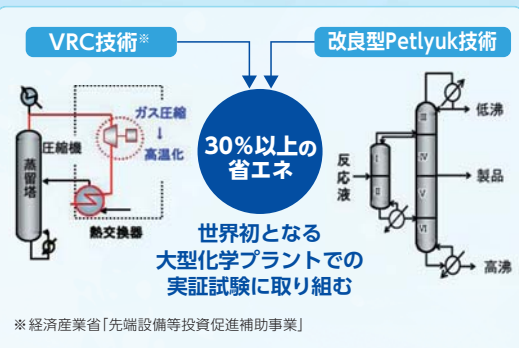 VRC技術※
改良型Petlyuk技術
ガス圧縮
↓
高温化
圧縮機
蒸留塔
熱交換器
30％以上の
省エネ
反応液
I
II
III
IV
V
VI
低沸
製品
高沸
世界初となる
大型化学プラントでの
実証試験に取り組む
※経済産業省「先端設備等投資促進補助事業」